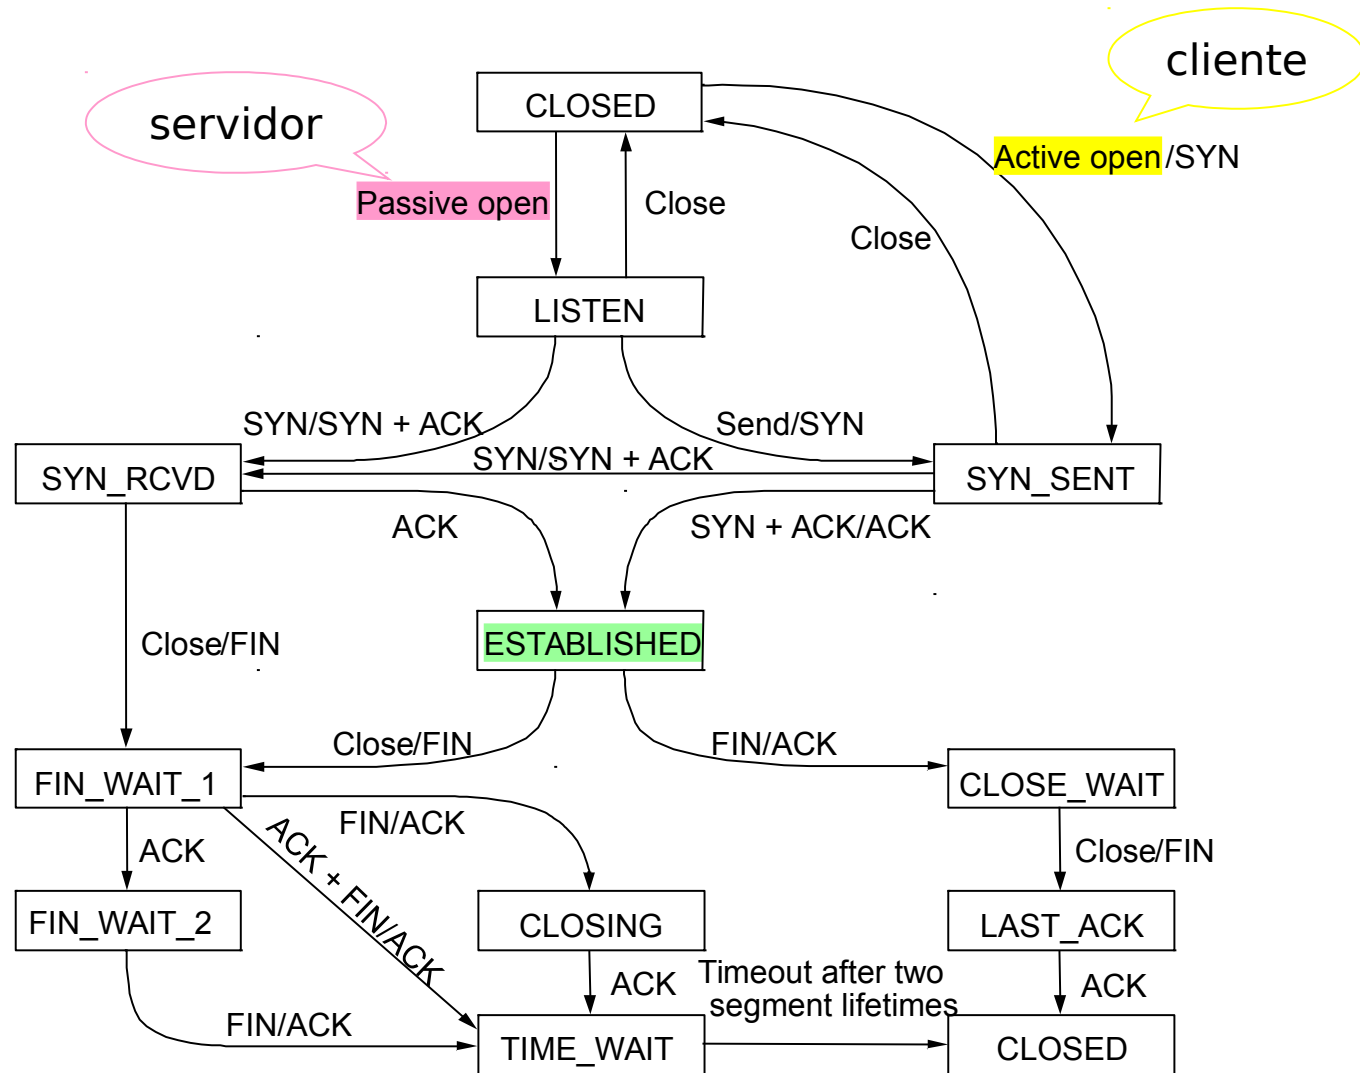 cliente
servidor
CLOSED
Active open/SYN
Passive open
Close
Close
LISTEN
SYN/SYN + ACK
Send/SYN
SYN/SYN + ACK
SYN_RCVD
SYN_SENT
ACK
SYN + ACK/ACK
Close/FIN
ESTABLISHED
Close/FIN
FIN/ACK
FIN_WAIT_1
CLOSE_WAIT
FIN/ACK
ACK
ACK + FIN/ACK
Close/FIN
FIN_WAIT_2
CLOSING
LAST_ACK
ACK
Timeout after two
segment lifetimes
ACK
FIN/ACK
TIME_WAIT
CLOSED